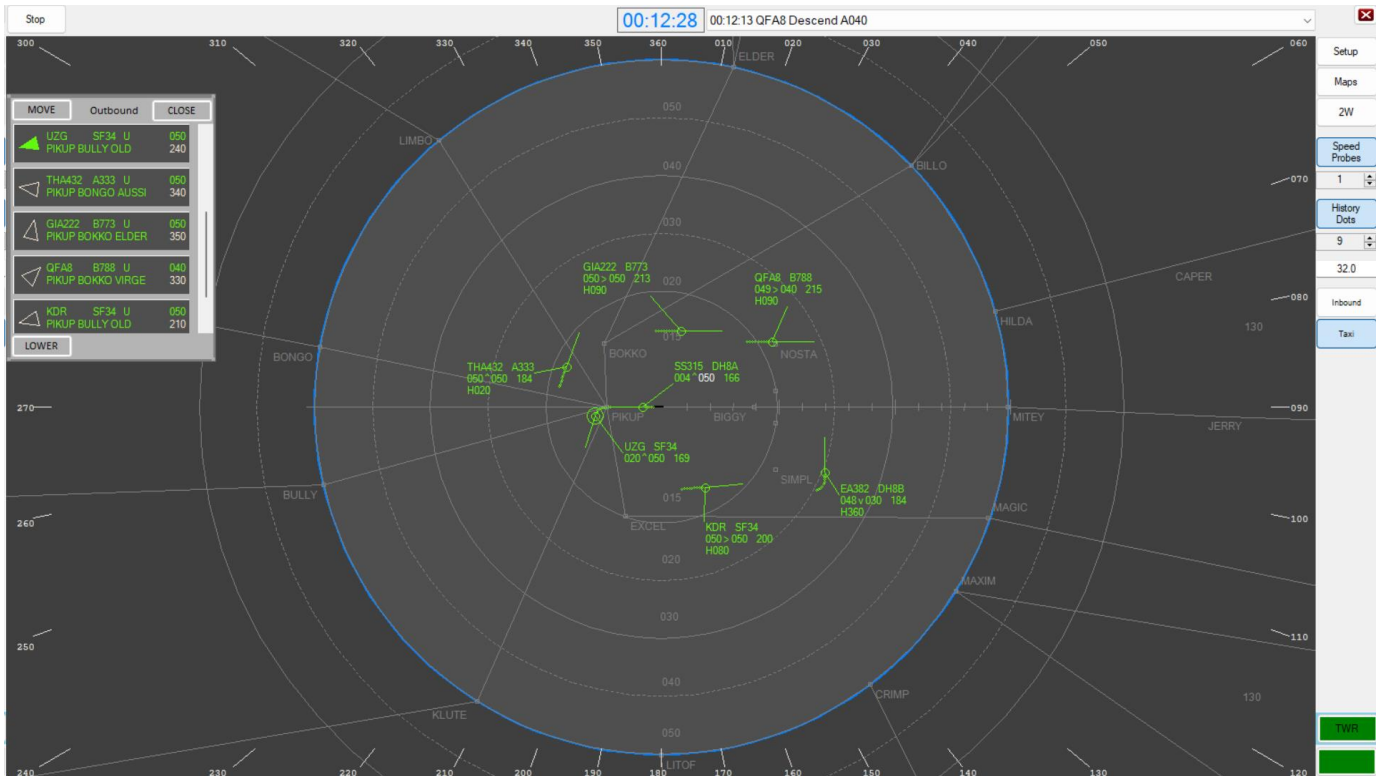 Stop
00:12:28
00:12:13 QFA8 Descend A040
300
310
320
330
340
350
360
010
020
030
040
050
060
Setup
Maps
2W
Speed
Probes
1
History
Dots
9
32.0
Inbound
Taxi
TWR
MOVE
Outbound
CLOSE
UZG SF34 U 050
PIKUP BULLY OLD 240
THA432 A333 U 050
PIKUP BONGO AUSSI 340
GIA222 B773 U 050
PIKUP BOKKO ELDER 350
QFA8 B788 U 040
PIKUP BOKKO VIRGE 330
KDR SF34 U 050
PIKUP BULLY OLD 210
LOWER
ELDER
LIMBO
BILLO
050
040
030
020
015
070
CAPER
080
HILDA
130
GIA222 B773
050 > 050 213
H090
QFA8 B788
049 > 040 215
H090
BONGO
BOKKO
NOSTA
THA432 A333
050 ^ 050 184
H020
SS315 DH8A
004 ^ 050 166
270
PIKUP
BIGGY
MITEY
090
JERRY
UZG SF34
020 ^ 050 169
BULLY
SIMPL
EA382 DH8B
048 v 030 184
H360
MAGIC
260
015
EXCEL
KDR SF34
050 > 050 200
H080
100
020
MAXIM
030
250
110
040
CRIMP
130
KLUTE
050
LITOF
240
230
220
210
200
190
180
170
160
150
140
130
120